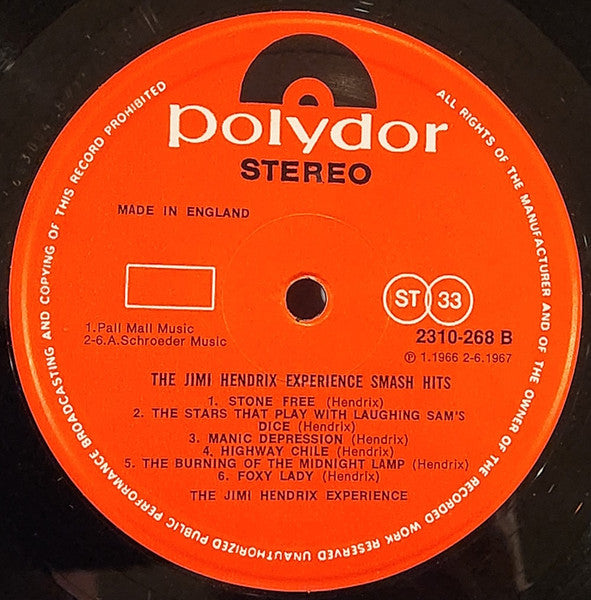 polydor
STEREO
MADE IN ENGLAND
ST 33
1.Pall Mall Music
2-6.A.Schroeder Music
2310-268 B
℗ 1.1966 2-6.1967
THE JIMI HENDRIX EXPERIENCE SMASH HITS
1. STONE FREE (Hendrix)
2. THE STARS THAT PLAY WITH LAUGHING SAM'S
DICE (Hendrix)
3. MANIC DEPRESSION (Hendrix)
4. HIGHWAY CHILE (Hendrix)
5. THE BURNING OF THE MIDNIGHT LAMP (Hendrix)
6. FOXY LADY (Hendrix)
THE JIMI HENDRIX EXPERIENCE
ALL RIGHTS OF THE MANUFACTURER AND OF THE OWNER OF THE RECORDED WORK RESERVED UNAUTHORIZED PUBLIC PERFORMANCE BROADCASTING AND COPYING OF THIS RECORD PROHIBITED